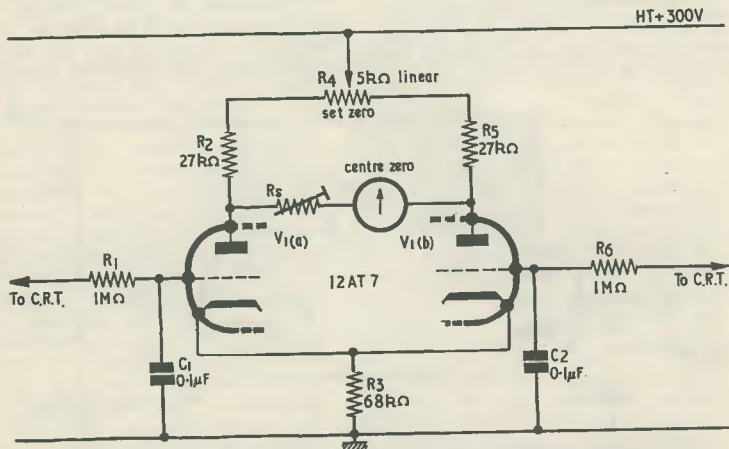 HT+300V
R4 5kΩ linear
set zero
R2
27kΩ
R5
27kΩ
centre zero
Rs
V1(a)
V1(b)
R1
1MΩ
12AT7
R6
1MΩ
To C.R.T.
To C.R.T.
C1
0·1μF
R3
68kΩ
C2
0·1μF